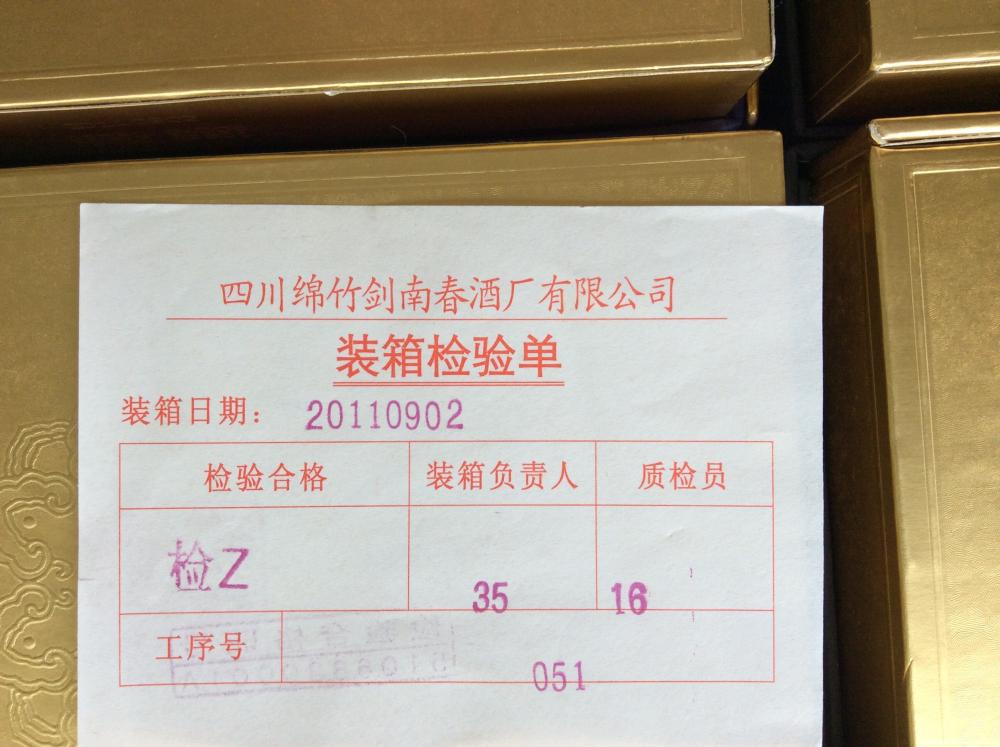 四川绵竹剑南春酒厂有限公司
装箱检验单
装箱日期： 20110902
检验合格 装箱负责人 质检员
检Z 35 16
工序号 051